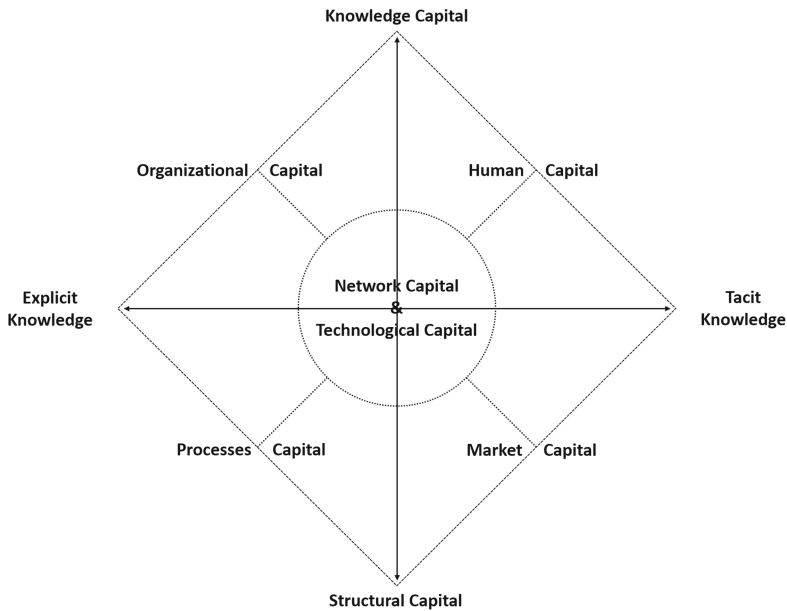 Knowledge Capital
Organizational Capital
Human Capital
Network Capital
&
Technological Capital
Explicit
Knowledge
Tacit
Knowledge
Processes Capital
Market Capital
Structural Capital